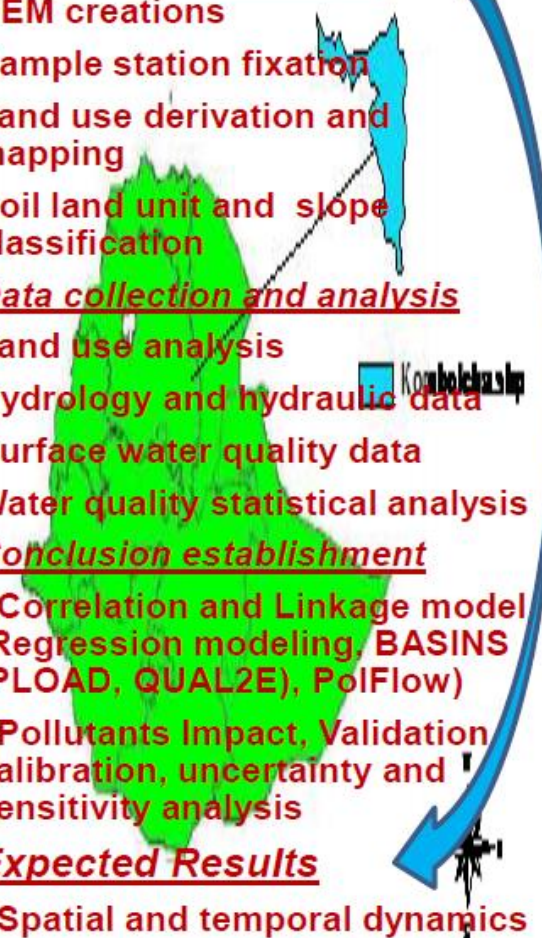 EM creations
ample station fixation
and use derivation and
apping
oil land unit and slope
lassification
ata collection and analysis
and use analysis
ydrology and hydraulic data
urface water quality data
Water quality statistical analysis
onclusion establishment
Correlation and Linkage model
Regression modeling, BASINS
PLOAD, QUAL2E), PolFlow)
Pollutants Impact, Validation
alibration, uncertainty and
ensitivity analysis
Expected Results
Spatial and temporal dynamics